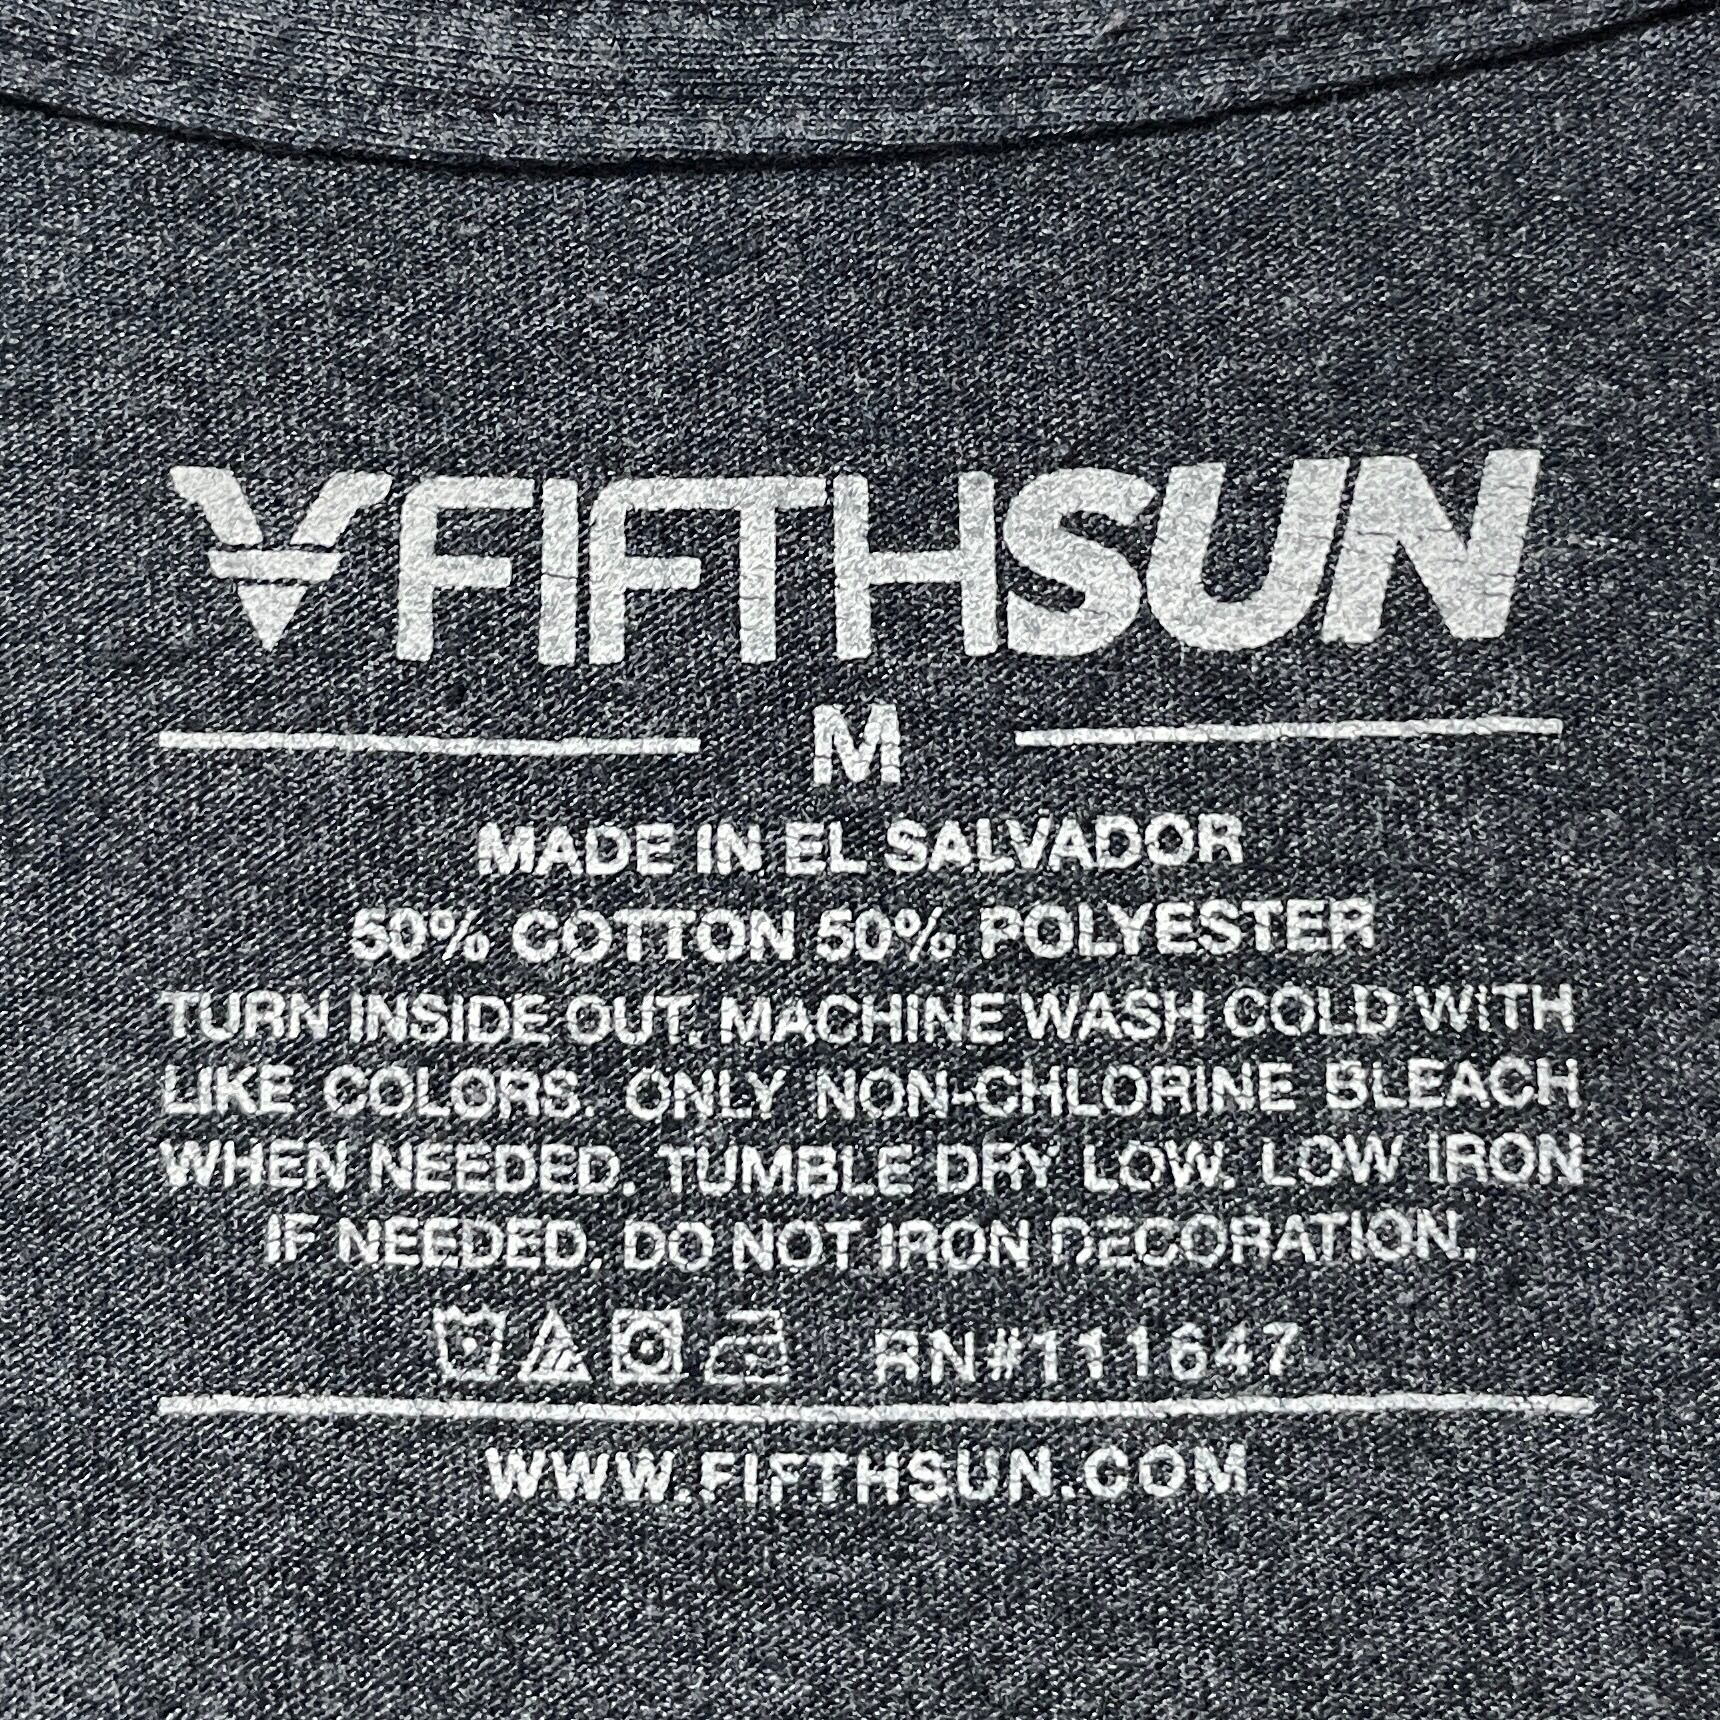 FIFTHSUN
M
MADE IN EL SALVADOR
50% COTTON 50% POLYESTER
TURN INSIDE OUT. MACHINE WASH COLD WITH
LIKE COLORS. ONLY NON-CHLORINE BLEACH
WHEN NEEDED. TUMBLE DRY LOW. LOW IRON
IF NEEDED. DO NOT IRON DECORATION.
RN#111647
WWW.FIFTHSUN.COM